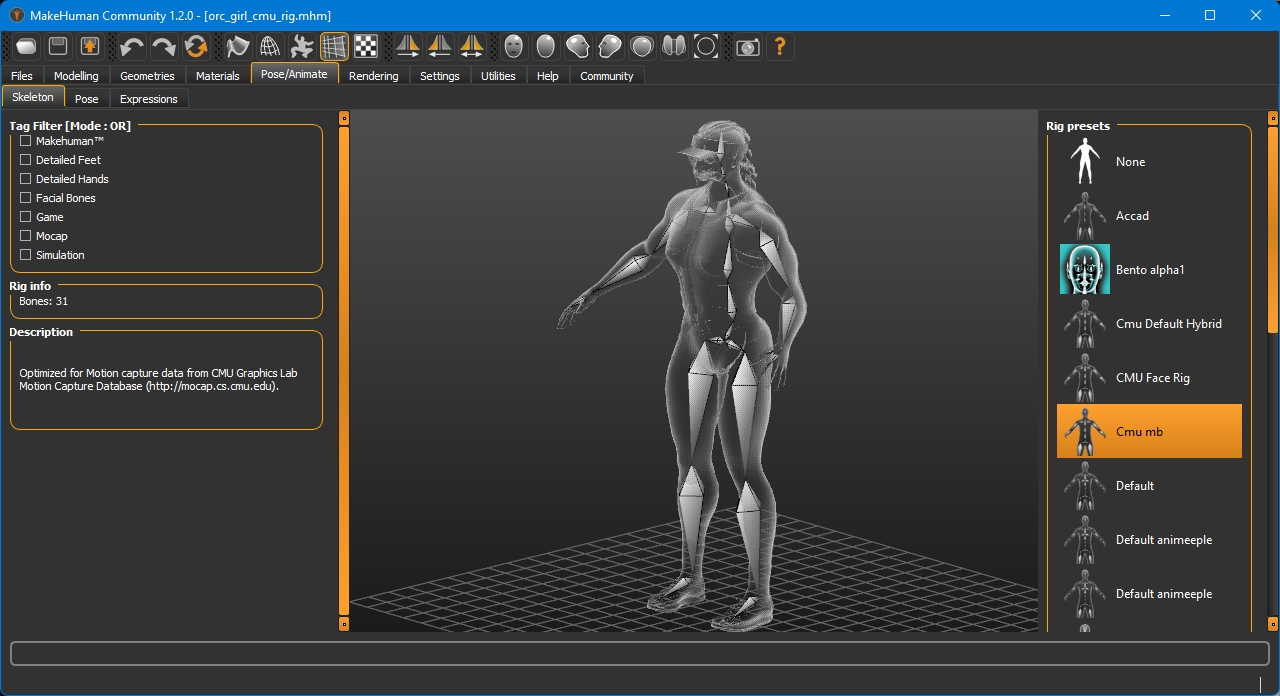 MakeHuman Community 1.2.0 - [orc_girl_cmu_rig.mhm]
Files Modelling Geometries Materials Pose/Animate Rendering Settings Utilities Help Community
Skeleton Pose Expressions
Tag Filter [Mode : OR]
Makehuman™
Detailed Feet
Detailed Hands
Facial Bones
Game
Mocap
Simulation
Rig info
Bones: 31
Description
Optimized for Motion capture data from CMU Graphics Lab
Motion Capture Database (http://mocap.cs.cmu.edu).
Rig presets
None
Accad
Bento alpha1
Cmu Default Hybrid
CMU Face Rig
Cmu mb
Default
Default animeeple
Default animeeple